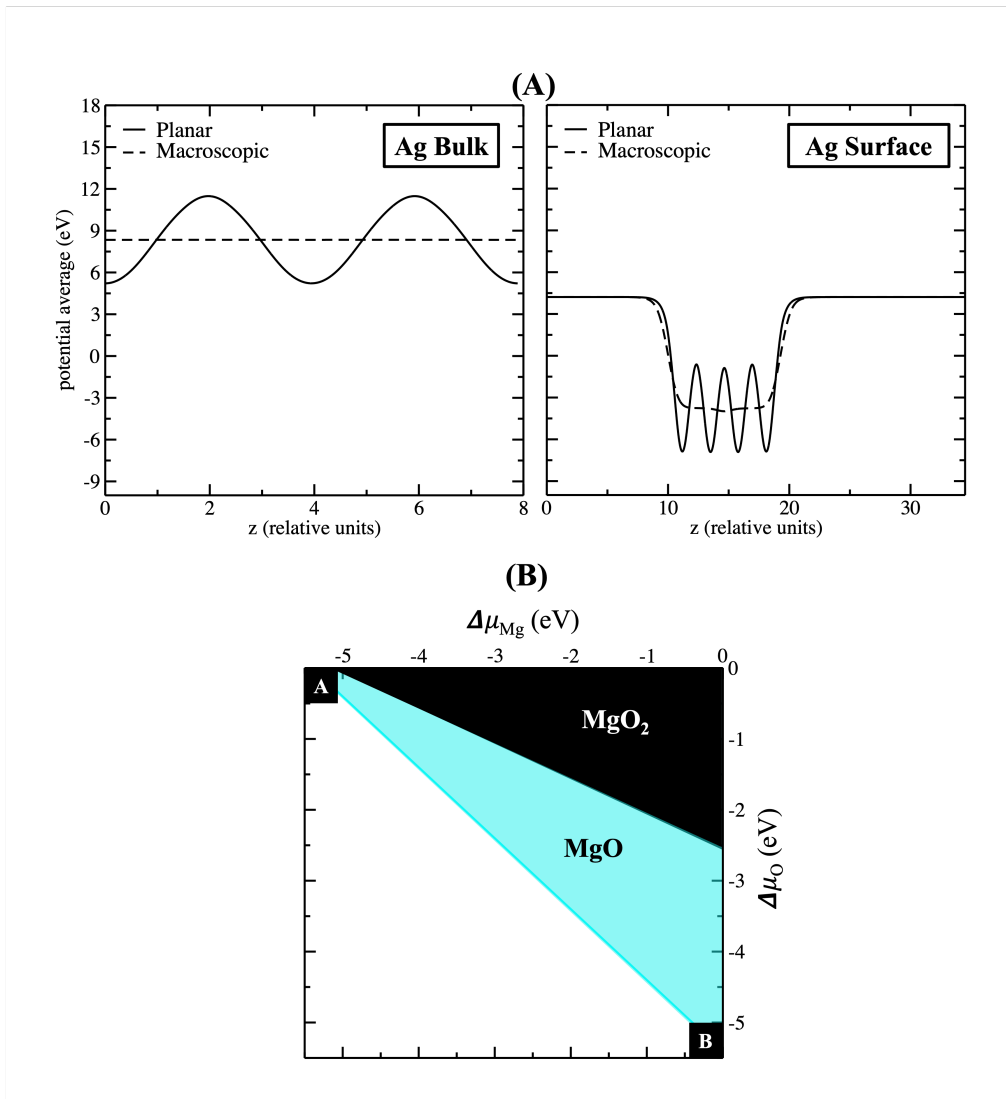 (A)
18
15
12
9
6
3
0
-3
-6
-9
potential average (eV)
Planar
Macroscopic
Ag Bulk
0 2 4 6 8
z (relative units)
Planar
Macroscopic
Ag Surface
0 10 20 30
z (relative units)
(B)
Δμ_Mg (eV)
-5 -4 -3 -2 -1 0
0
-1
-2
-3
-4
-5
Δμ_O (eV)
A
MgO₂
MgO
B